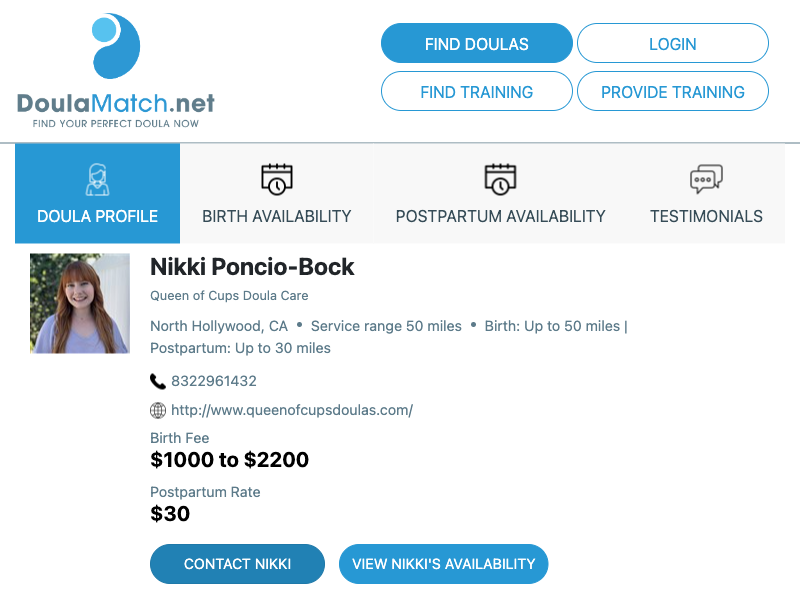 DoulaMatch.net
FIND YOUR PERFECT DOULA NOW
FIND DOULAS
LOGIN
FIND TRAINING
PROVIDE TRAINING
DOULA PROFILE
BIRTH AVAILABILITY
POSTPARTUM AVAILABILITY
TESTIMONIALS
Nikki Poncio-Bock
Queen of Cups Doula Care
North Hollywood, CA • Service range 50 miles • Birth: Up to 50 miles |
Postpartum: Up to 30 miles
8322961432
http://www.queenofcupsdoulas.com/
Birth Fee
$1000 to $2200
Postpartum Rate
$30
CONTACT NIKKI
VIEW NIKKI'S AVAILABILITY